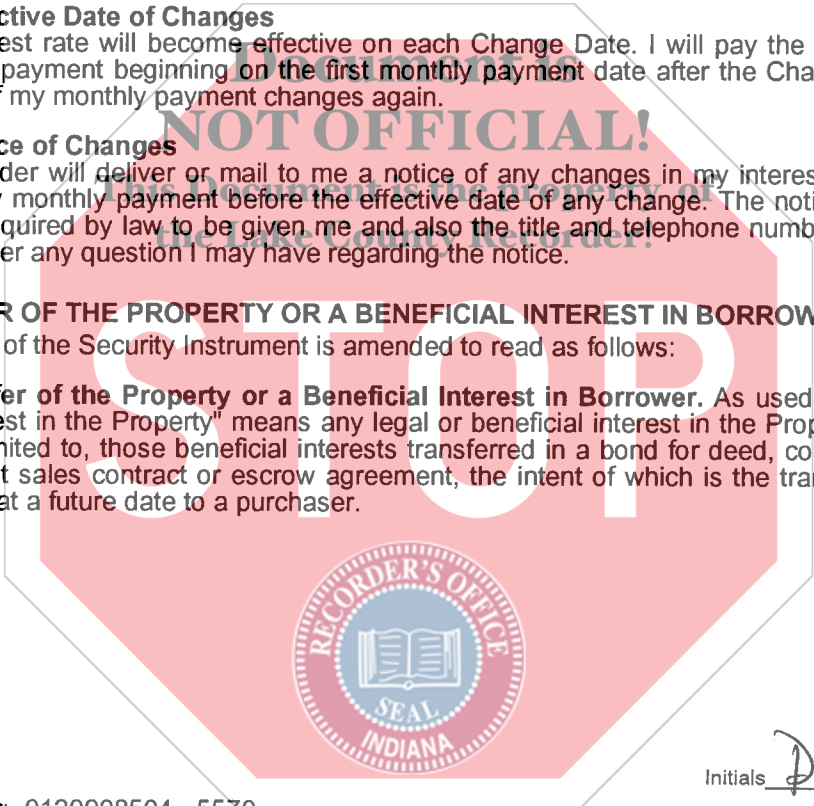 ctive Date of Changes
est rate will become effective on each Change Date. I will pay the
payment beginning on the first monthly payment date after the Cha
my monthly payment changes again.
Document is
NOT OFFICIAL!
This Document is the property of
the Lake County Recorder!
ce of Changes
der will deliver or mail to me a notice of any changes in my interes
monthly payment before the effective date of any change. The noti
quired by law to be given me and also the title and telephone numb
er any question I may have regarding the notice.
R OF THE PROPERTY OR A BENEFICIAL INTEREST IN BORROW
of the Security Instrument is amended to read as follows:
er of the Property or a Beneficial Interest in Borrower. As used
est in the Property" means any legal or beneficial interest in the Prop
nited to, those beneficial interests transferred in a bond for deed, co
t sales contract or escrow agreement, the intent of which is the tra
at a future date to a purchaser.
STOP
RECORDER'S OFFICE
SEAL
INDIANA
Initials